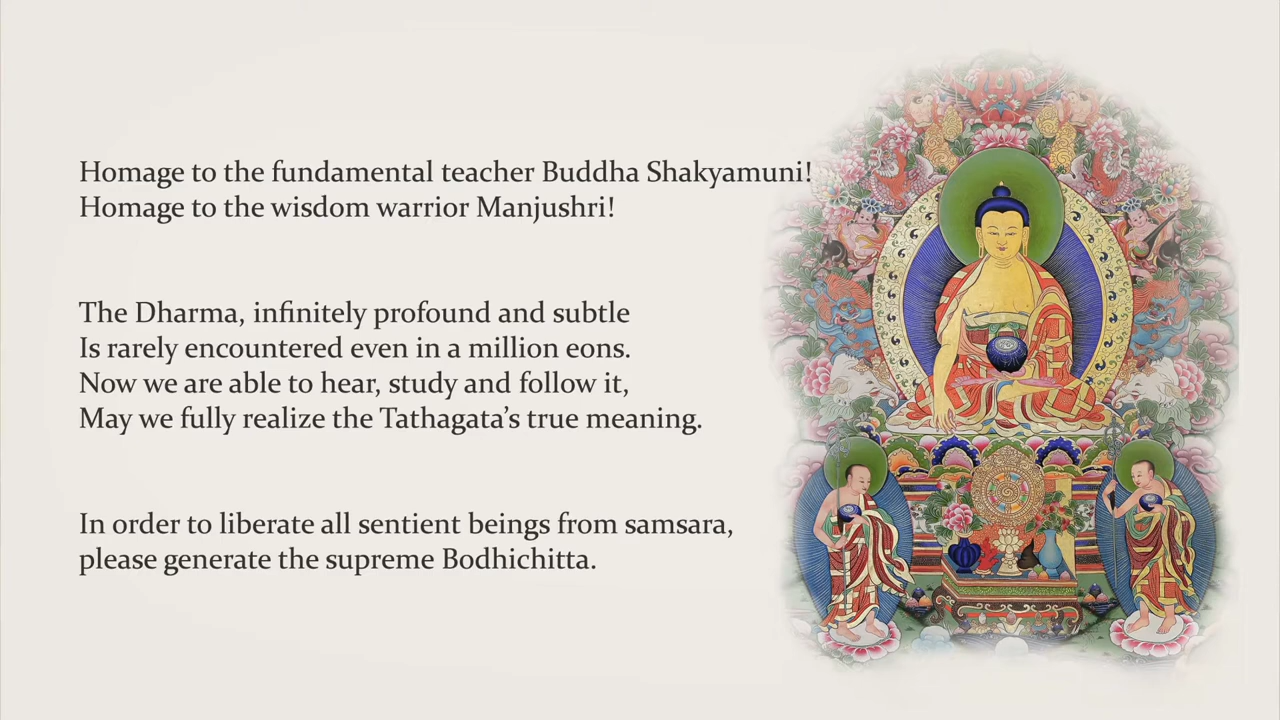 Homage to the fundamental teacher Buddha Shakyamuni!
Homage to the wisdom warrior Manjushri!
The Dharma, infinitely profound and subtle
Is rarely encountered even in a million eons.
Now we are able to hear, study and follow it,
May we fully realize the Tathagata’s true meaning.
In order to liberate all sentient beings from samsara,
please generate the supreme Bodhichitta.